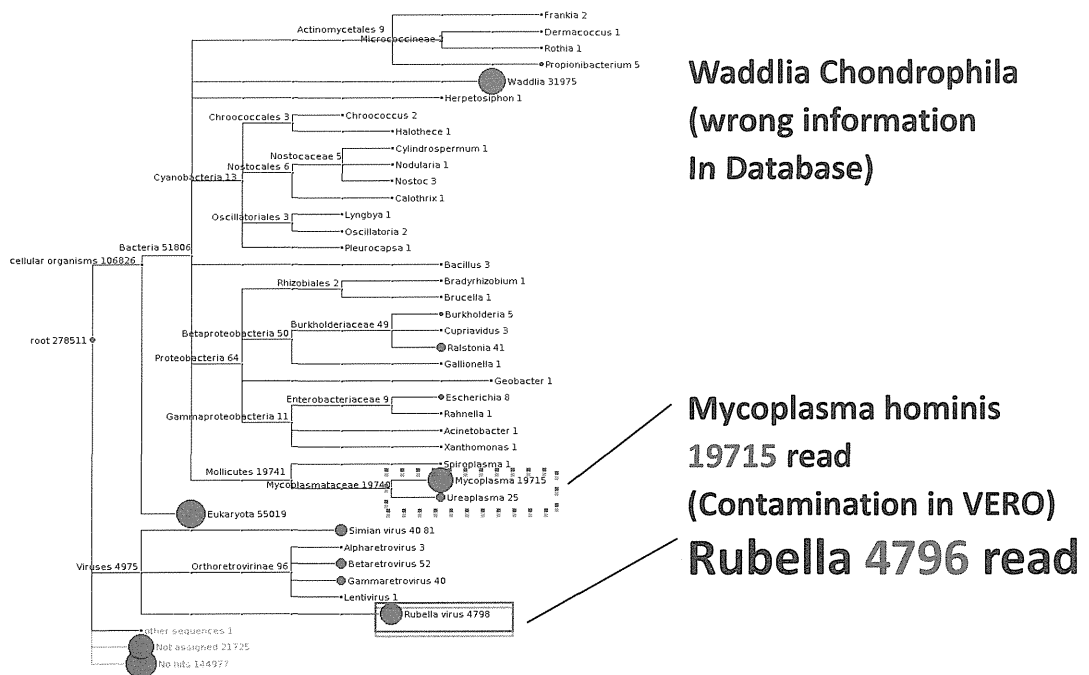 Frankia 2
Actinomycetales 9
Micrococcineae 2
Dermacoccus 1
Rothia 1
Propionibacterium 5
Waddlia 31975
Herpetosiphon 1
Chroococcales 3
Chroococcus 2
Halothece 1
Cylindrospermum 1
Nostocaceae 5
Nostocales 6
Nodularia 1
Cyanobacteria 13
Nostoc 3
Calothrix 1
Oscillatoriales 3
Lyngbya 1
Oscillatoria 2
Pleurocapsa 1
Bacteria 51806
cellular organisms 106826
Bacillus 3
Rhizobiales 2
Bradyrhizobium 1
Brucella 1
Burkholderia 5
Burkholderiaceae 49
Betaproteobacteria 50
Cupriavidus 3
root 278511
Ralstonia 41
Proteobacteria 64
Gallionella 1
Geobacter 1
Enterobacteriaceae 9
Escherichia 8
Rahnella 1
Gammaproteobacteria 11
Acinetobacter 1
Xanthomonas 1
Spiroplasma 1
Mollicutes 19741
Mycoplasmataceae 19740
Mycoplasma 19715
Ureaplasma 25
Eukaryota 55019
Simian virus 40 81
Alpharetrovirus 3
Viruses 4975
Orthoretrovirinae 96
Betaretrovirus 52
Gammaretrovirus 40
Lentivirus 1
Rubella virus 4798
other sequences 1
Not assigned 21725
No hits 144977
Waddlia Chondrophila
(wrong information
In Database)
Mycoplasma hominis
19715 read
(Contamination in VERO)
Rubella 4796 read